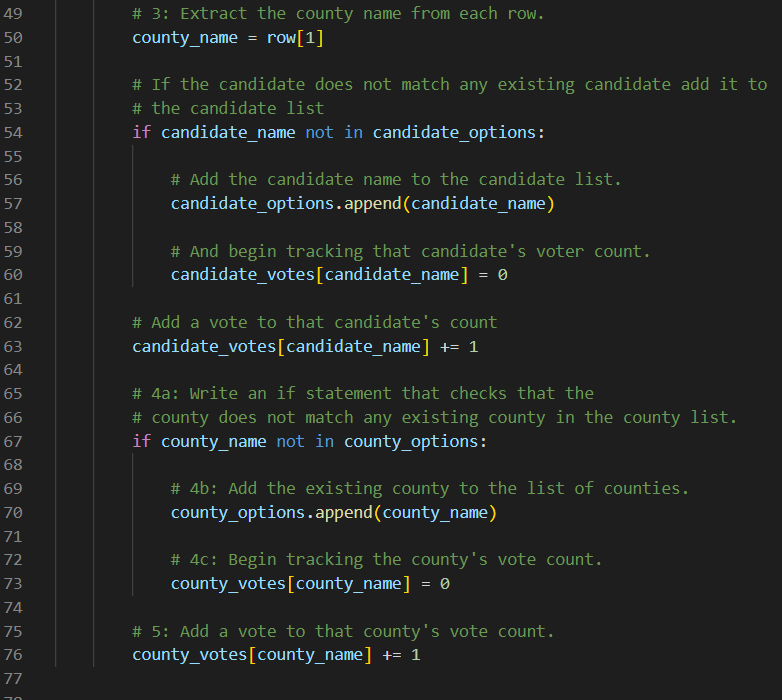 49 # 3: Extract the county name from each row.
50 county_name = row[1]
51
52 # If the candidate does not match any existing candidate add it to
53 # the candidate list
54 if candidate_name not in candidate_options:
55
56 # Add the candidate name to the candidate list.
57 candidate_options.append(candidate_name)
58
59 # And begin tracking that candidate's voter count.
60 candidate_votes[candidate_name] = 0
61
62 # Add a vote to that candidate's count
63 candidate_votes[candidate_name] += 1
64
65 # 4a: Write an if statement that checks that the
66 # county does not match any existing county in the county list.
67 if county_name not in county_options:
68
69 # 4b: Add the existing county to the list of counties.
70 county_options.append(county_name)
71
72 # 4c: Begin tracking the county's vote count.
73 county_votes[county_name] = 0
74
75 # 5: Add a vote to that county's vote count.
76 county_votes[county_name] += 1
77